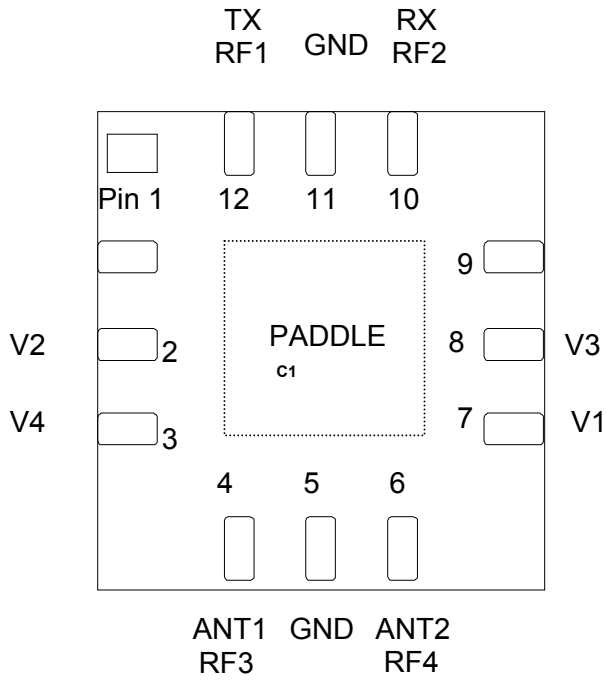 TX GND RX
RF1 RF2
Pin 1 12 11 10
9
V2 2 PADDLE 8 V3
C1
V4 3 7 V1
4 5 6
ANT1 GND ANT2
RF3 RF4